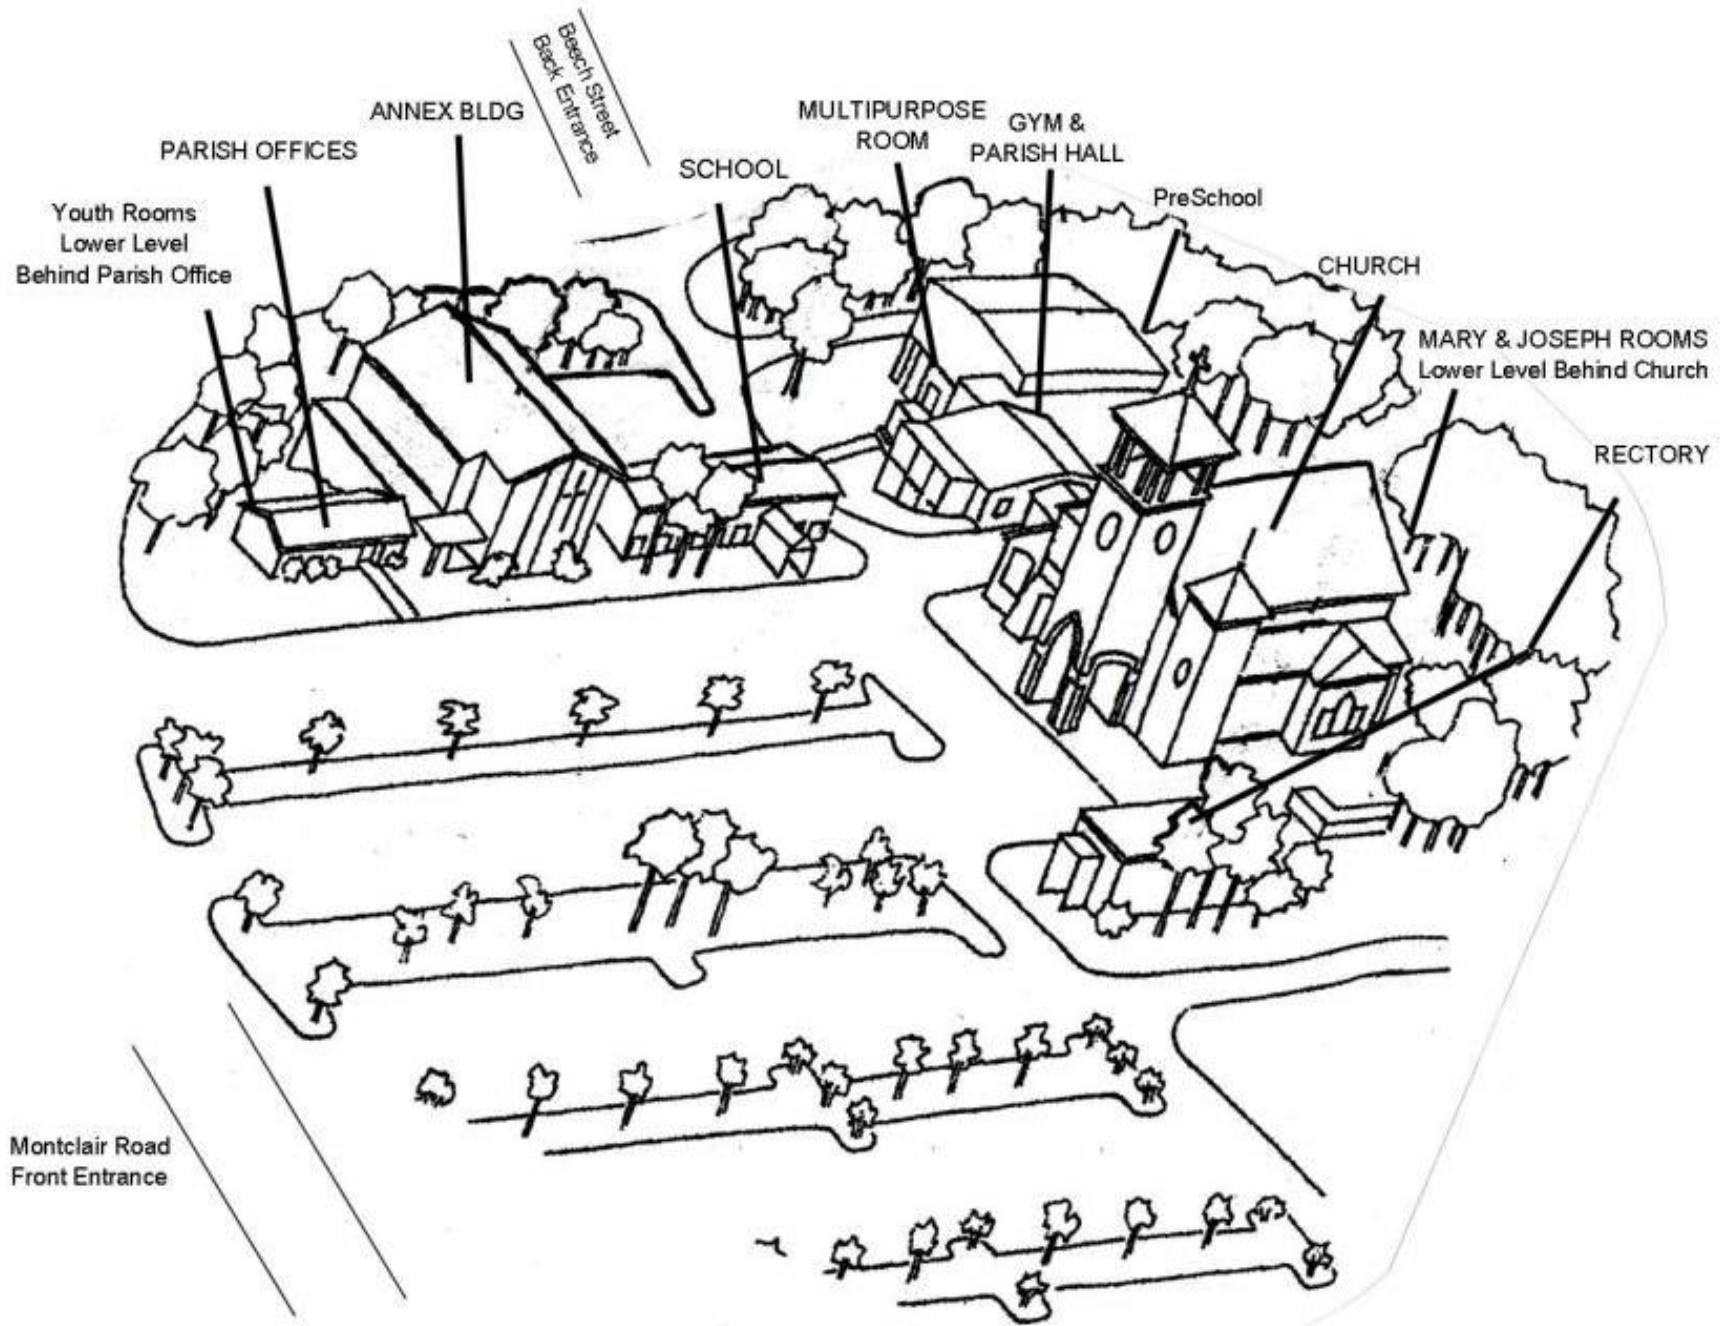 Beech Street
Back Entrance
ANNEX BLDG
MULTIPURPOSE
ROOM
GYM &
PARISH HALL
PARISH OFFICES
SCHOOL
PreSchool
Youth Rooms
Lower Level
Behind Parish Office
CHURCH
MARY & JOSEPH ROOMS
Lower Level Behind Church
RECTORY
Montclair Road
Front Entrance